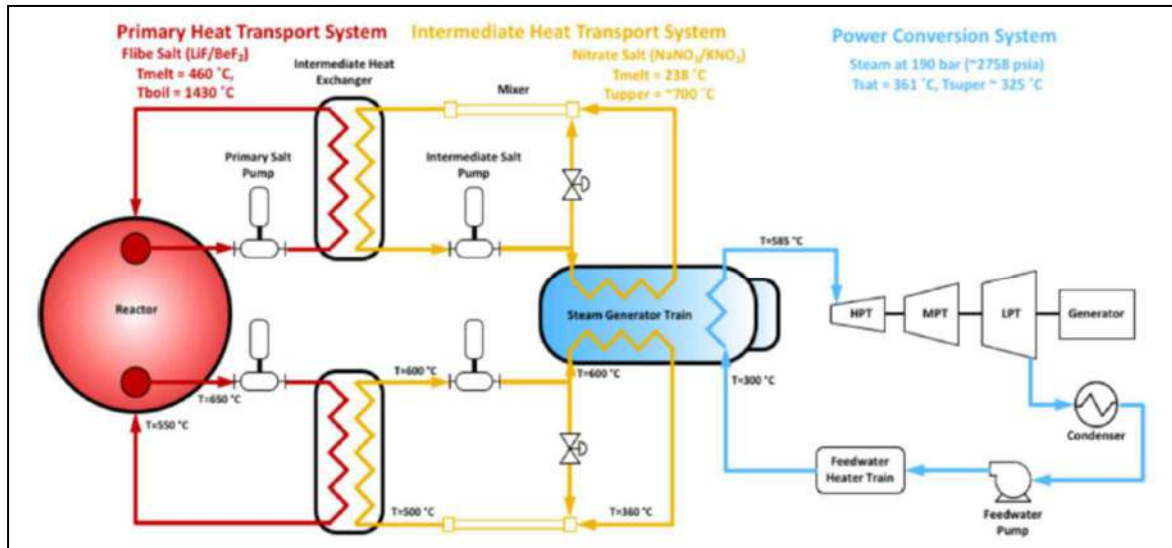 Primary Heat Transport System
Flibe Salt (LiF/BeF₂)
Tmelt = 460 ˚C,
Tboil = 1430 ˚C
Intermediate Heat Transport System
Nitrate Salt (NaNO₃/KNO₃)
Tmelt = 238 ˚C
Tupper = ~700 ˚C
Power Conversion System
Steam at 190 bar (~2758 psia)
Tsat = 361 ˚C, Tsuper ~ 325 ˚C
Intermediate Heat
Exchanger
Mixer
Primary Salt
Pump
Intermediate Salt
Pump
T=585 ˚C
Reactor
Steam Generator Train
HPT
MPT
LPT
Generator
T=600 ˚C
T=600 ˚C
T=300 ˚C
T=650 ˚C
T=550 ˚C
Condenser
Feedwater
Heater Train
Feedwater
Pump
T=500 ˚C
T=360 ˚C